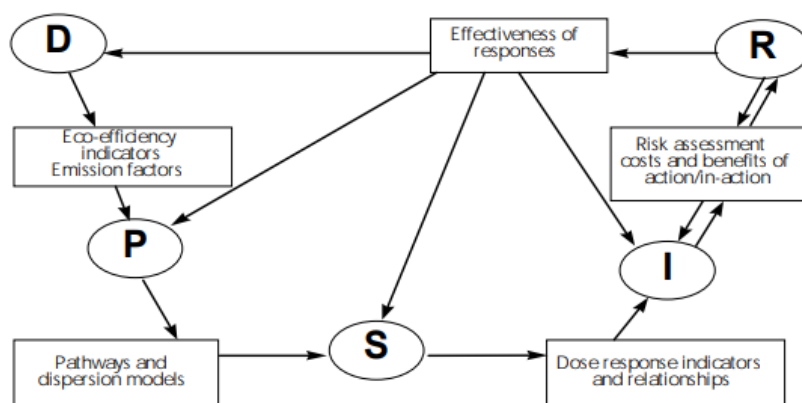 D
Effectiveness of
responses
R
Eco-efficiency
indicators
Emission factors
Risk assessment
costs and benefits of
action/in-action
P
I
S
Pathways and
dispersion models
Dose response indicators
and relationships